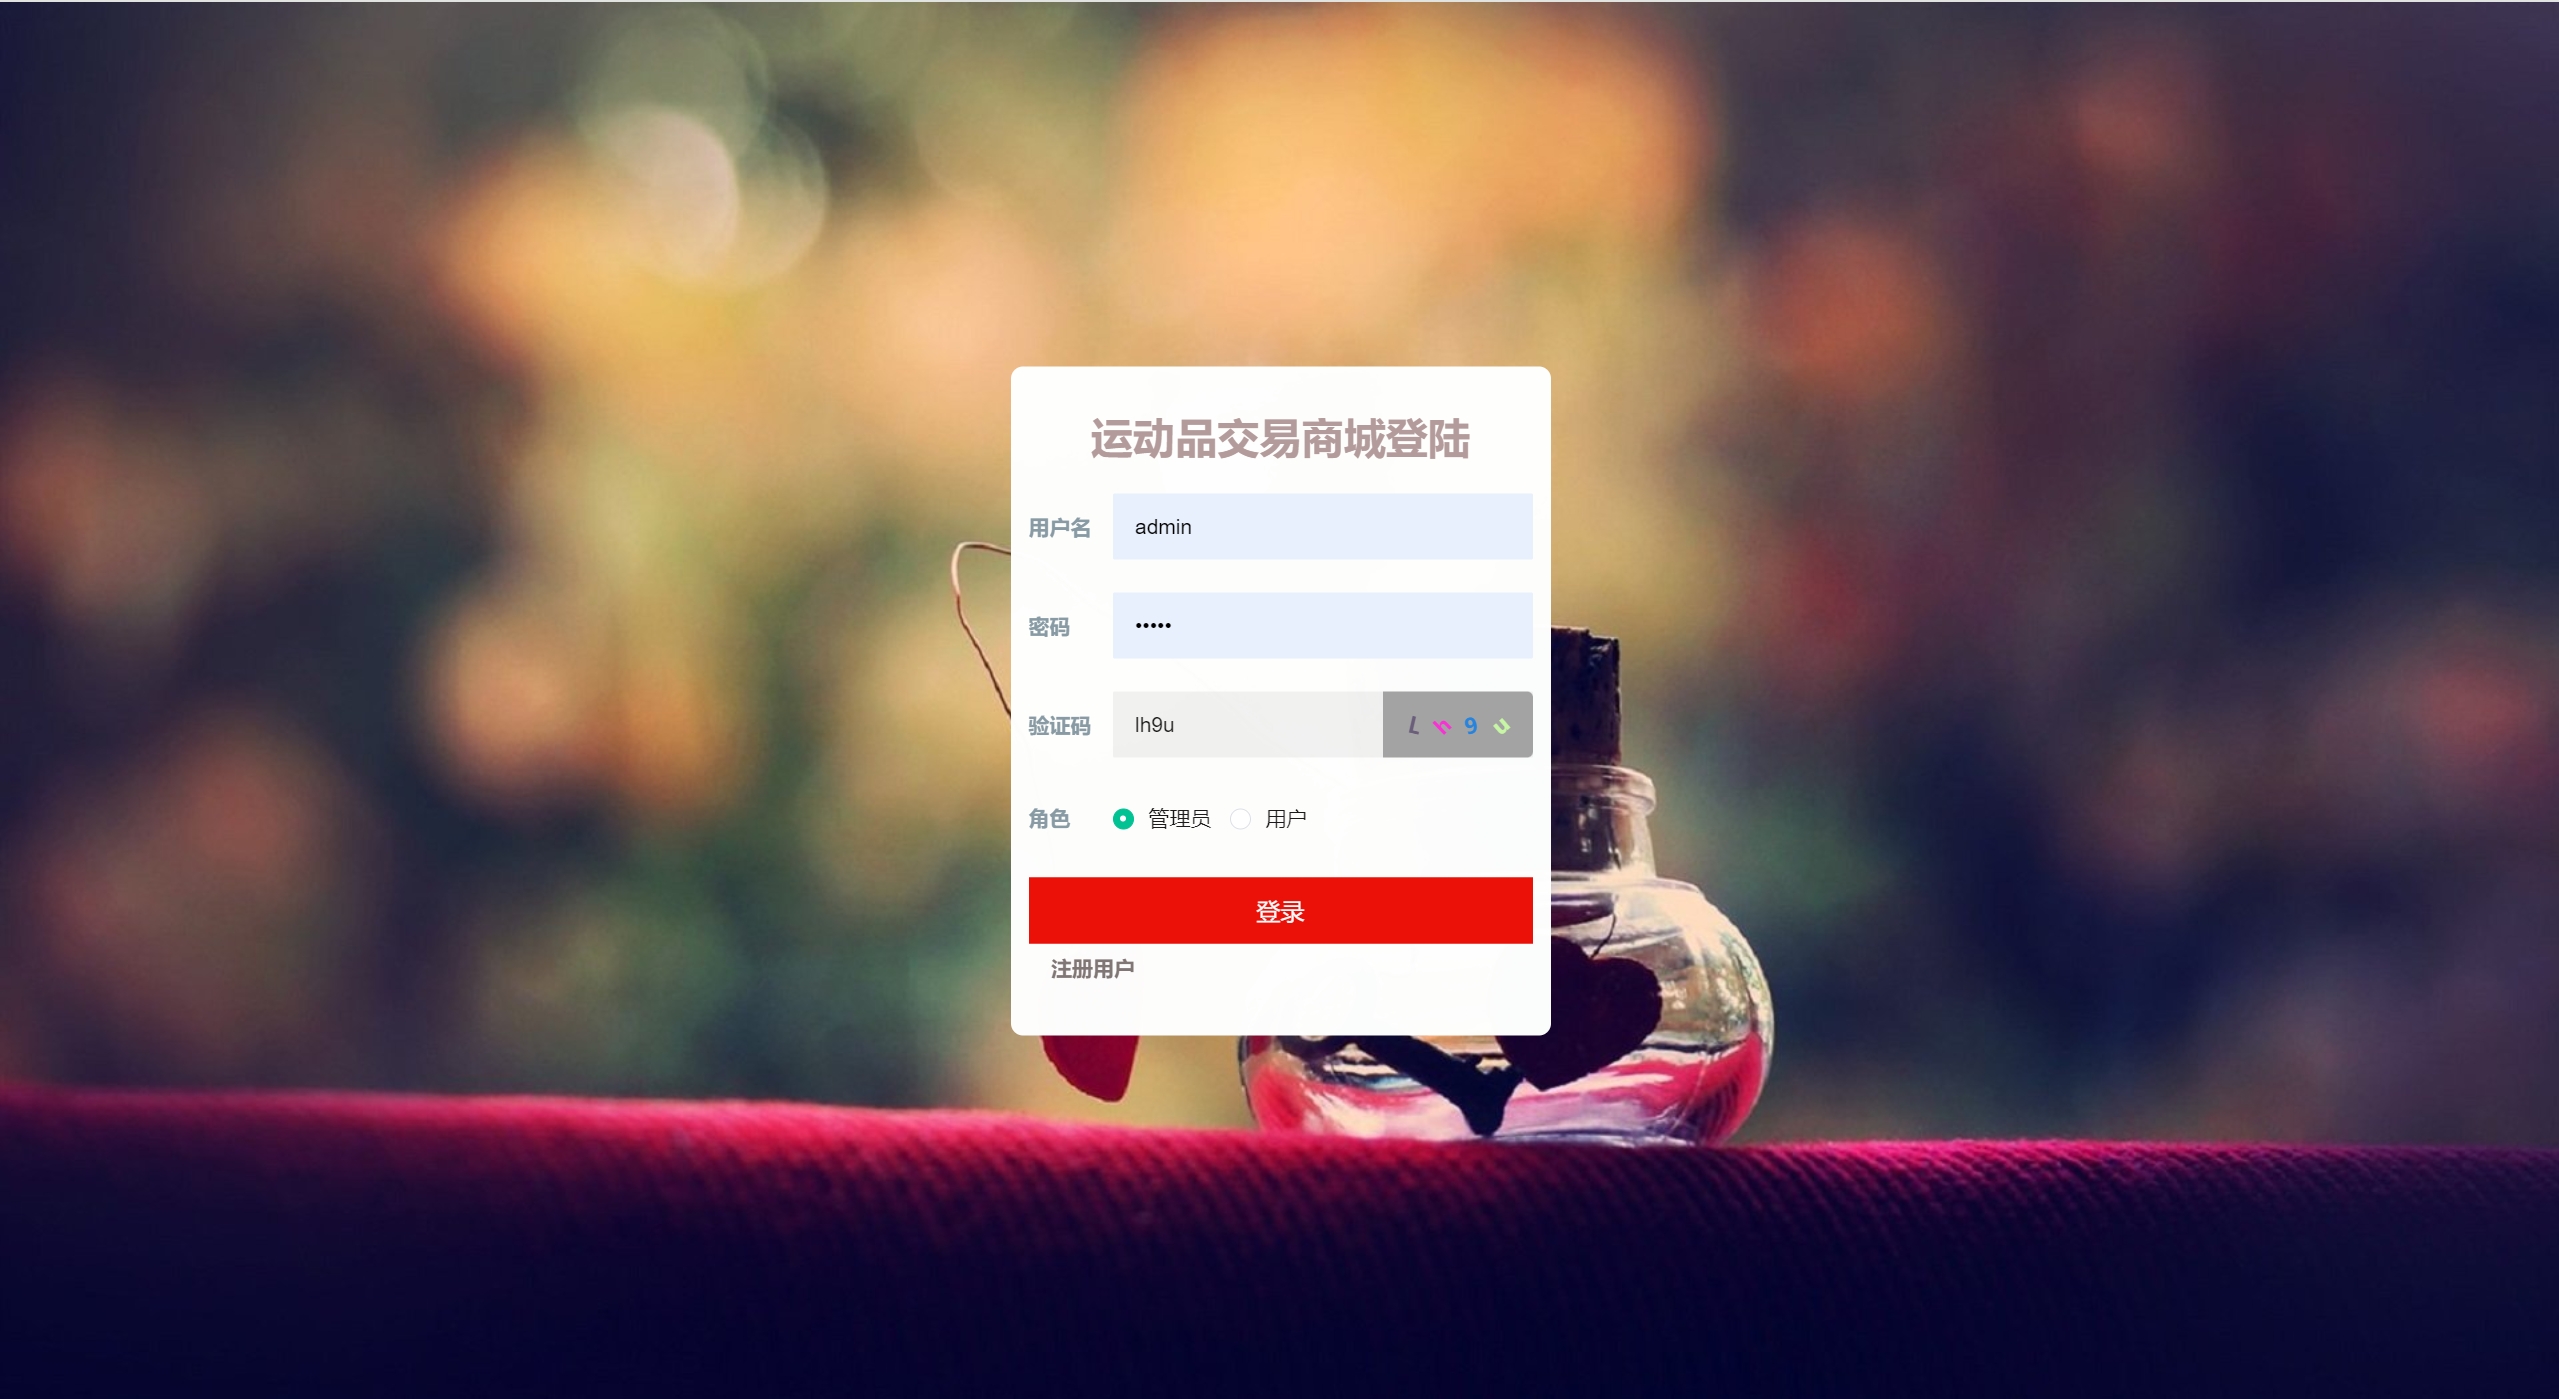 运动品交易商城登陆
用户名 admin
密码 •••••
验证码 lh9u L h 9 u
角色 管理员 用户
登录
注册用户